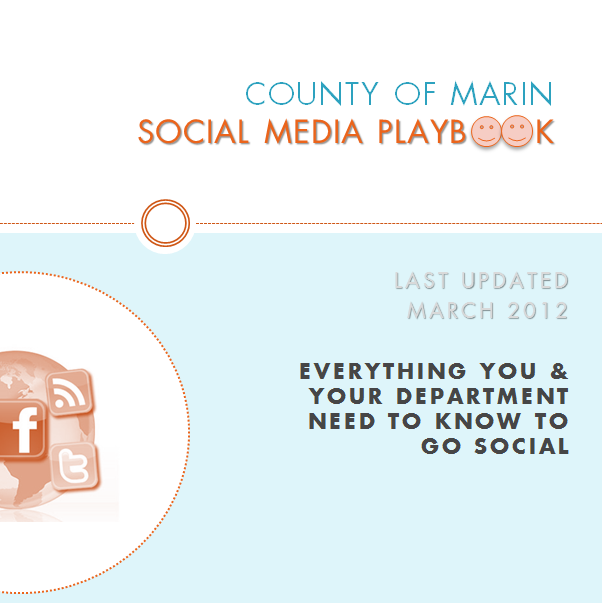 COUNTY OF MARIN
SOCIAL MEDIA PLAYBOOK
LAST UPDATED
MARCH 2012
EVERYTHING YOU &
YOUR DEPARTMENT
NEED TO KNOW TO
GO SOCIAL
f
t